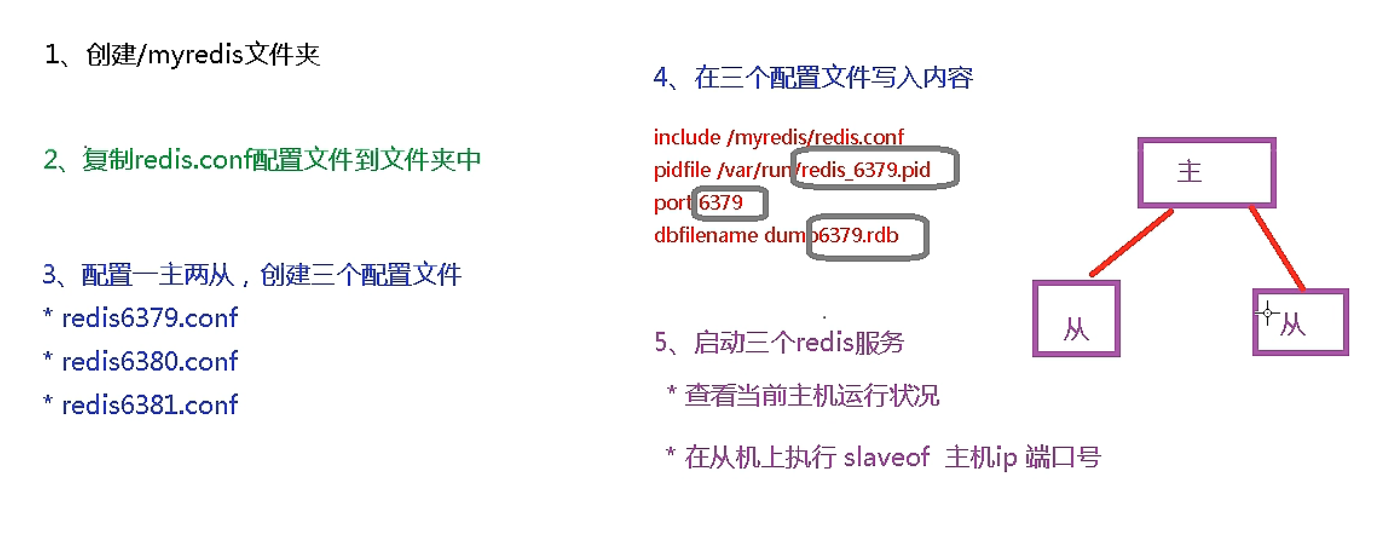 1、创建/myredis文件夹
2、复制redis.conf配置文件到文件夹中
3、配置一主两从，创建三个配置文件
* redis6379.conf
* redis6380.conf
* redis6381.conf
4、在三个配置文件写入内容
include /myredis/redis.conf
pidfile /var/run/redis_6379.pid
port 6379
dbfilename dump6379.rdb
5、启动三个redis服务
* 查看当前主机运行状况
* 在从机上执行 slaveof 主机ip 端口号
主
从
从